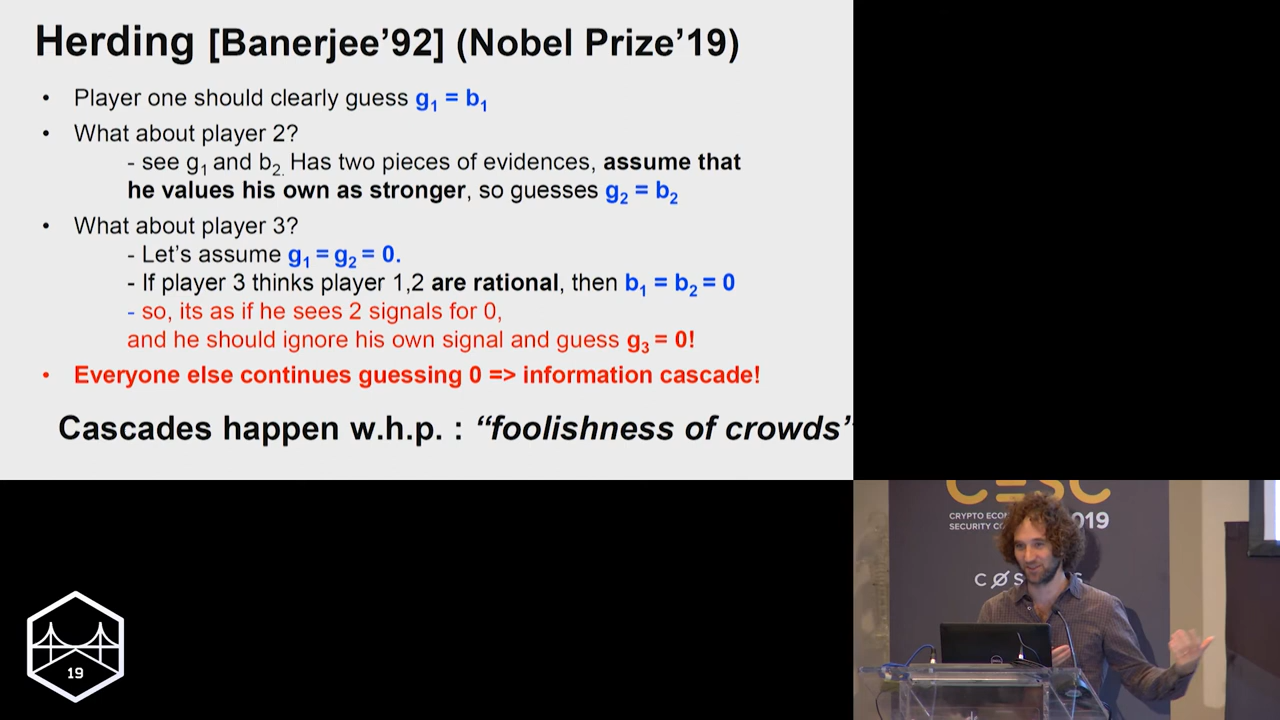 Herding [Banerjee’92] (Nobel Prize’19)
• Player one should clearly guess g1 = b1
• What about player 2?
- see g1 and b2. Has two pieces of evidences, assume that
he values his own as stronger, so guesses g2 = b2
• What about player 3?
- Let’s assume g1 = g2 = 0.
- If player 3 thinks player 1,2 are rational, then b1 = b2 = 0
- so, its as if he sees 2 signals for 0,
and he should ignore his own signal and guess g3 = 0!
• Everyone else continues guessing 0 => information cascade!
Cascades happen w.h.p. : “foolishness of crowds”
CESC
CRYPTO ECO
SECURITY CO
019
19